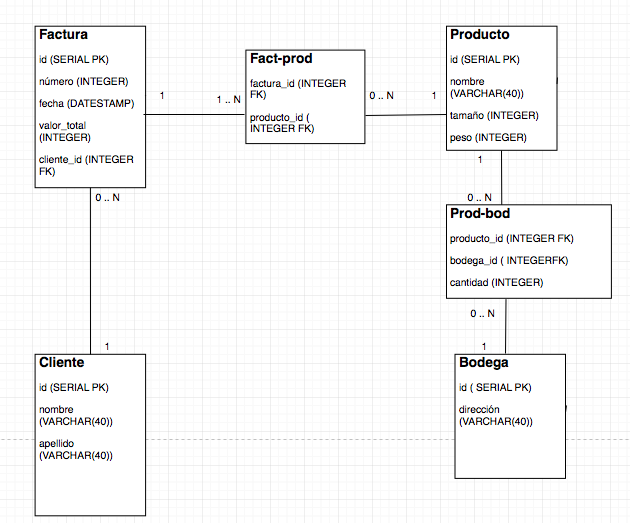 Factura
id (SERIAL PK)
número (INTEGER)
fecha (DATESTAMP)
valor_total
(INTEGER)
cliente_id (INTEGER
FK)
1
1 .. N
Fact-prod
factura_id (INTEGER
FK)
producto_id (
INTEGER FK)
0 .. N
1
Producto
id (SERIAL PK)
nombre
(VARCHAR(40))
tamaño (INTEGER)
peso (INTEGER)
1
0 .. N
Prod-bod
producto_id (INTEGER FK)
bodega_id ( INTEGERFK)
cantidad (INTEGER)
0 .. N
1
Bodega
id ( SERIAL PK)
dirección
(VARCHAR(40))
0 .. N
1
Cliente
id (SERIAL PK)
nombre
(VARCHAR(40))
apellido
(VARCHAR(40))